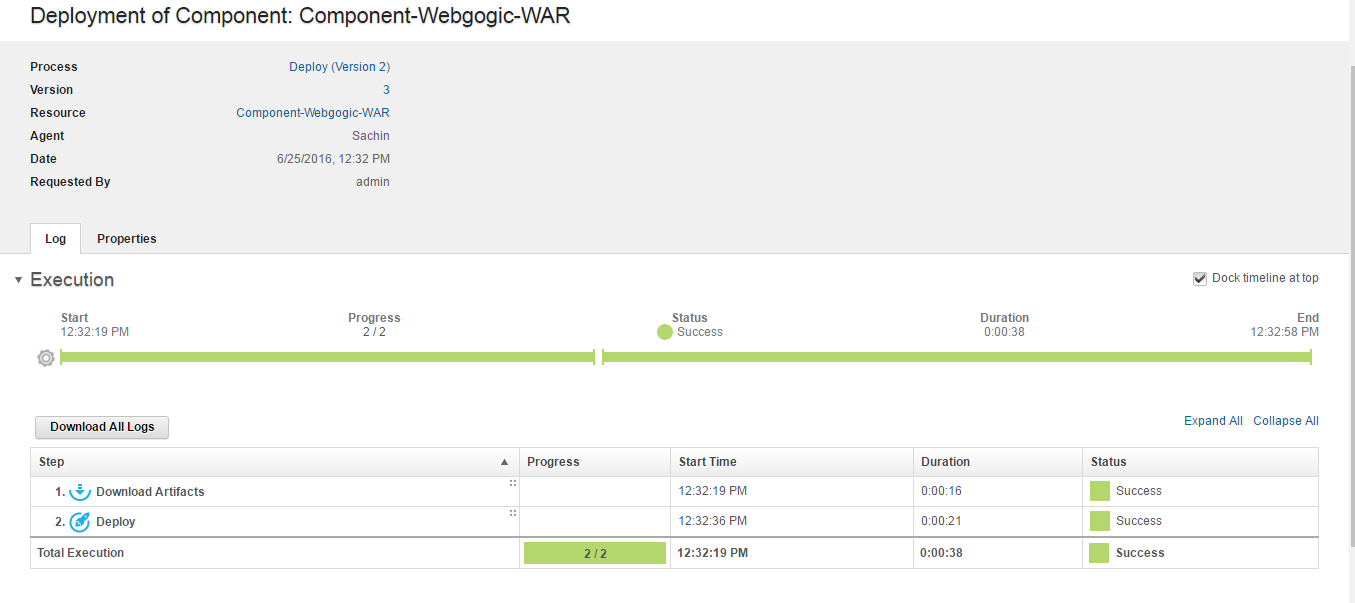 Deployment of Component: Component-Webgogic-WAR
Process Deploy (Version 2)
Version 3
Resource Component-Webgogic-WAR
Agent Sachin
Date 6/25/2016, 12:32 PM
Requested By admin
Log Properties
Execution Dock timeline at top
Start Progress Status Duration End
12:32:19 PM 2 / 2 Success 0:00:38 12:32:58 PM
Download All Logs Expand All Collapse All
Step Progress Start Time Duration Status
1. Download Artifacts 12:32:19 PM 0:00:16 Success
2. Deploy 12:32:36 PM 0:00:21 Success
Total Execution 2 / 2 12:32:19 PM 0:00:38 Success